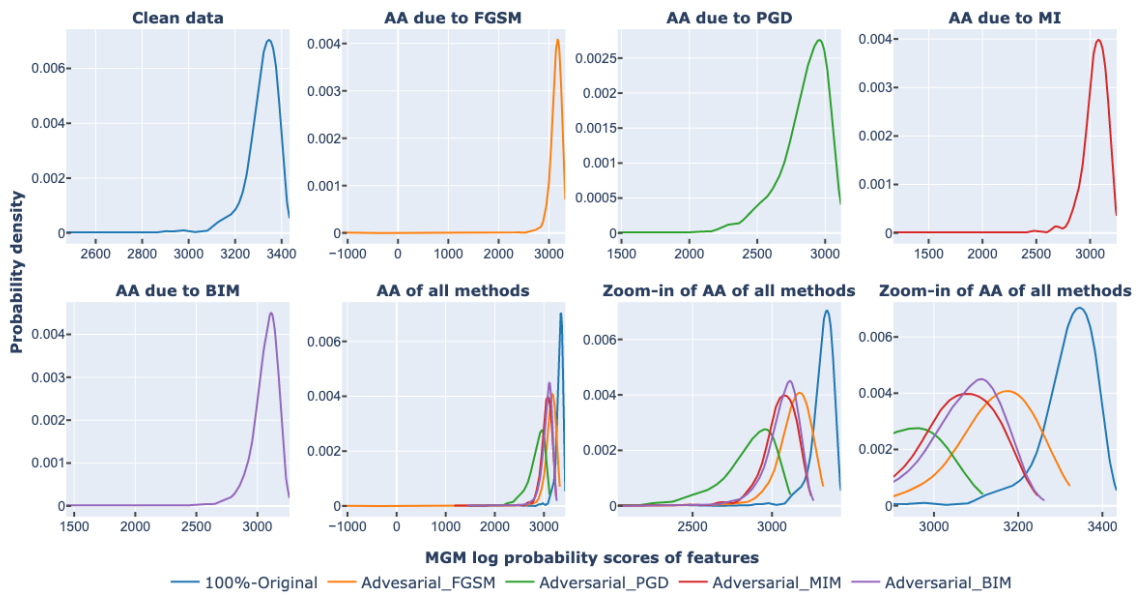 Clean data
AA due to FGSM
AA due to PGD
AA due to MI
0.006
0.004
0.002
0
2600 2800 3000 3200 3400
0.004
0.003
0.002
0.001
0
−1000 0 1000 2000 3000
0.0025
0.002
0.0015
0.001
0.0005
0
1500 2000 2500 3000
0.004
0.003
0.002
0.001
0
1500 2000 2500 3000
Probability density
AA due to BIM
AA of all methods
Zoom-in of AA of all methods
Zoom-in of AA of all methods
0.004
0.003
0.002
0.001
0
1500 2000 2500 3000
0.006
0.004
0.002
0
−1000 0 1000 2000 3000
0.006
0.004
0.002
0
2500 3000
0.006
0.004
0.002
0
3000 3200 3400
MGM log probability scores of features
100%-Original
Advesarial_FGSM
Adversarial_PGD
Adversarial_MIM
Adversarial_BIM